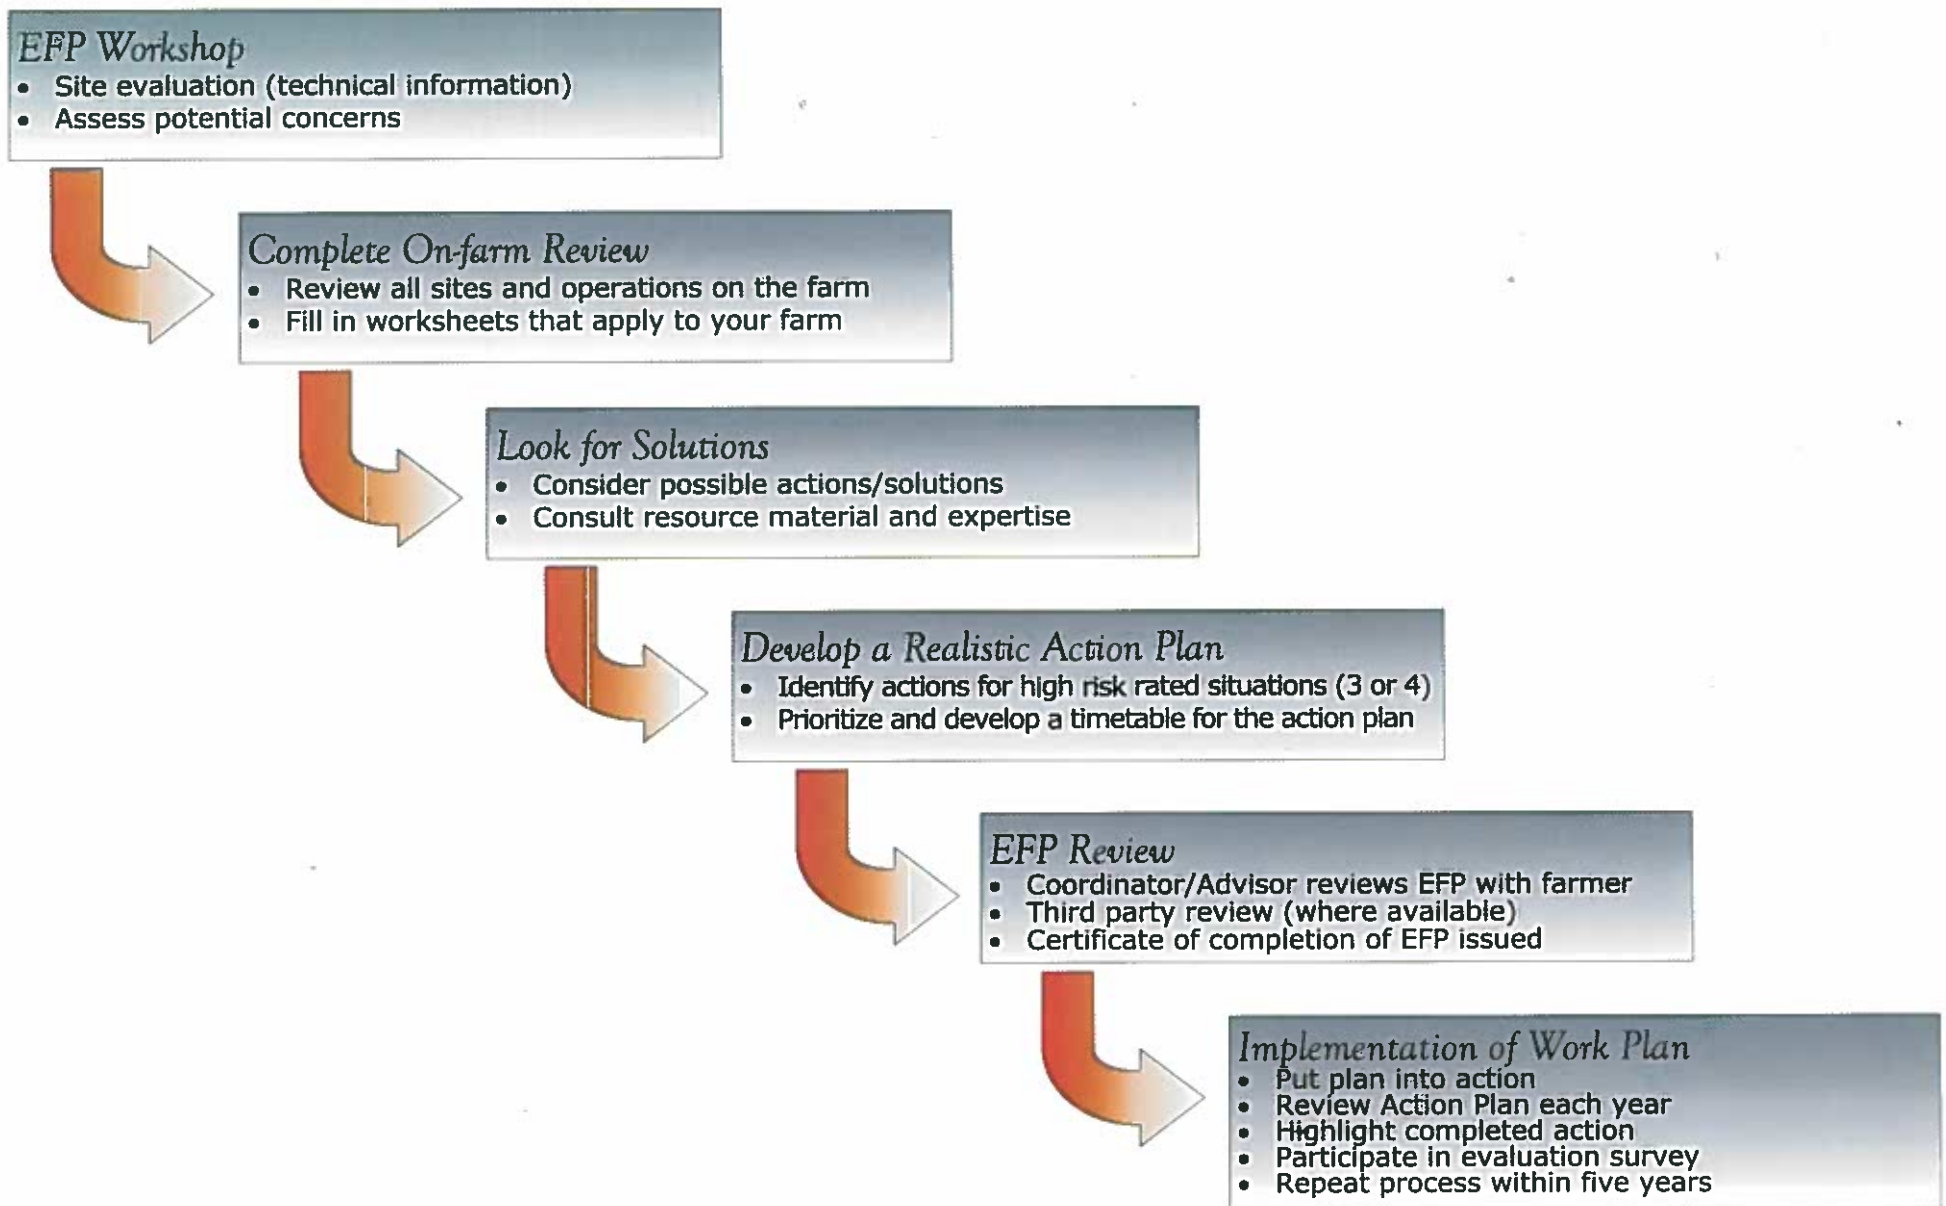 EFP Workshop
• Site evaluation (technical information)
• Assess potential concerns
Complete On-farm Review
• Review all sites and operations on the farm
• Fill in worksheets that apply to your farm
Look for Solutions
• Consider possible actions/solutions
• Consult resource material and expertise
Develop a Realistic Action Plan
• Identify actions for high risk rated situations (3 or 4)
• Prioritize and develop a timetable for the action plan
EFP Review
• Coordinator/Advisor reviews EFP with farmer
• Third party review (where available)
• Certificate of completion of EFP issued
Implementation of Work Plan
• Put plan into action
• Review Action Plan each year
• Highlight completed action
• Participate in evaluation survey
• Repeat process within five years